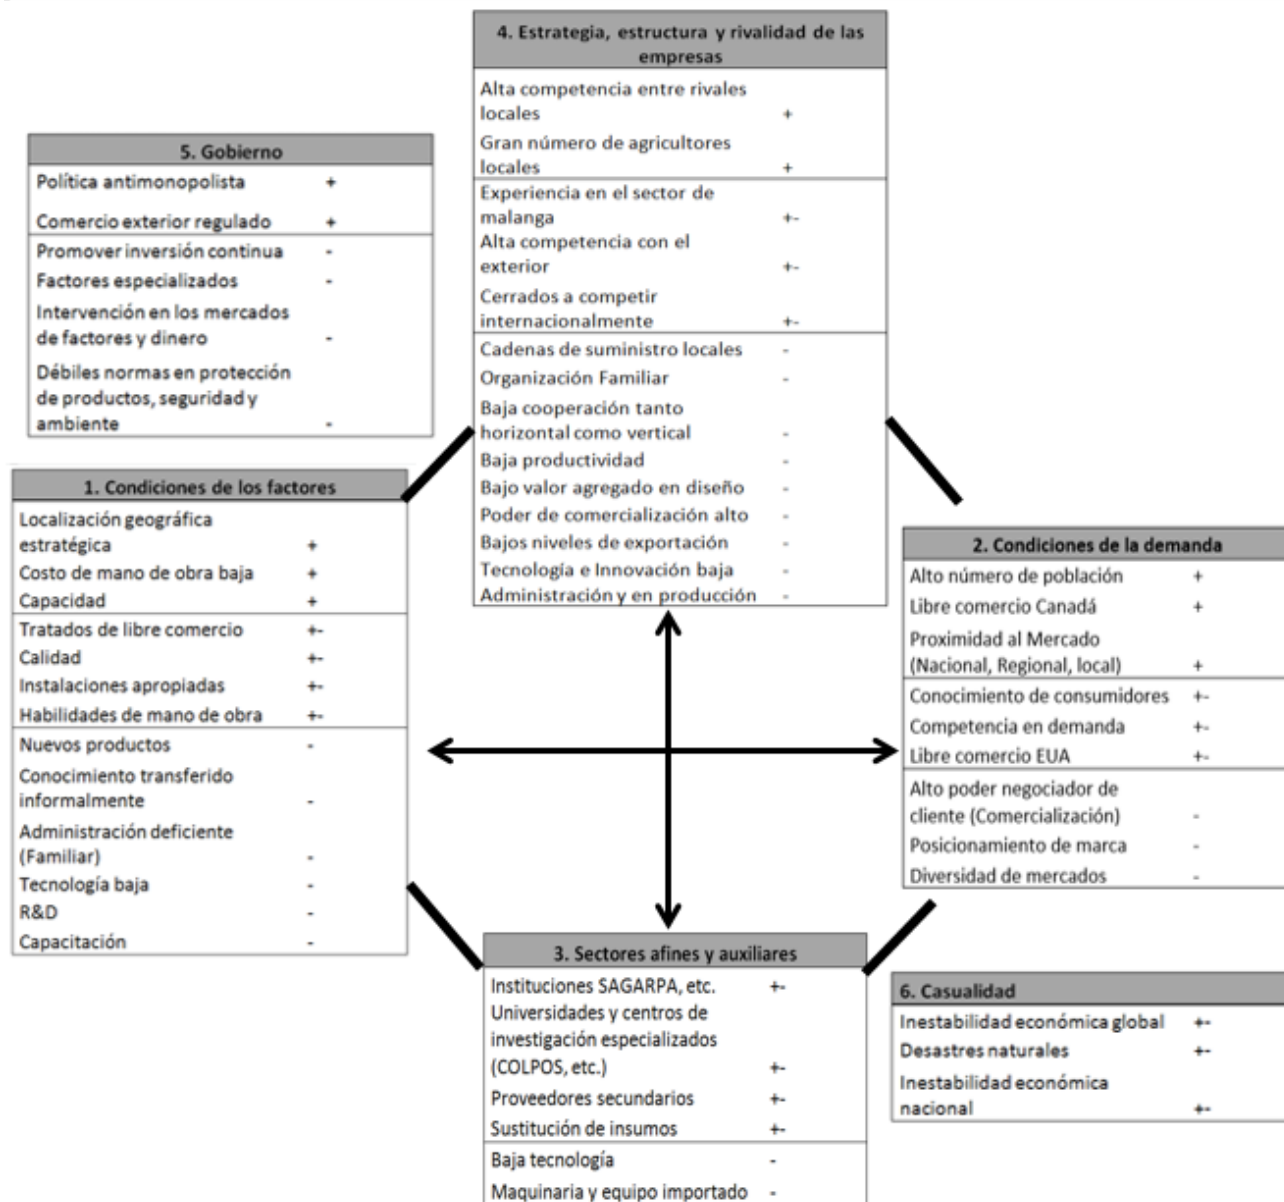 4. Estrategia, estructura y rivalidad de las
empresas
Alta competencia entre rivales
locales +
Gran número de agricultores
locales +
Experiencia en el sector de
malanga +-
Alta competencia con el
exterior +-
Cerrados a competir
internacionalmente +-
Cadenas de suministro locales -
Organización Familiar -
Baja cooperación tanto
horizontal como vertical -
Baja productividad -
Bajo valor agregado en diseño -
Poder de comercialización alto -
Bajos niveles de exportación -
Tecnología e Innovación baja -
Administración y en producción -
5. Gobierno
Política antimonopolista +
Comercio exterior regulado +
Promover inversión continua -
Factores especializados -
Intervención en los mercados
de factores y dinero -
Débiles normas en protección
de productos, seguridad y
ambiente -
1. Condiciones de los factores
Localización geográfica
estratégica +
Costo de mano de obra baja +
Capacidad +
Tratados de libre comercio +-
Calidad +-
Instalaciones apropiadas +-
Habilidades de mano de obra +-
Nuevos productos -
Conocimiento transferido
informalmente -
Administración deficiente
(Familiar) -
Tecnología baja -
R&D -
Capacitación -
2. Condiciones de la demanda
Alto número de población +
Libre comercio Canadá +
Proximidad al Mercado
(Nacional, Regional, local) +
Conocimiento de consumidores +-
Competencia en demanda +-
Libre comercio EUA +-
Alto poder negociador de
cliente (Comercialización) -
Posicionamiento de marca -
Diversidad de mercados -
3. Sectores afines y auxiliares
Instituciones SAGARPA, etc. +-
Universidades y centros de
investigación especializados
(COLPOS, etc.) +-
Proveedores secundarios +-
Sustitución de insumos +-
Baja tecnología -
Maquinaria y equipo importado -
6. Casualidad
Inestabilidad económica global +-
Desastres naturales +-
Inestabilidad económica
nacional +-